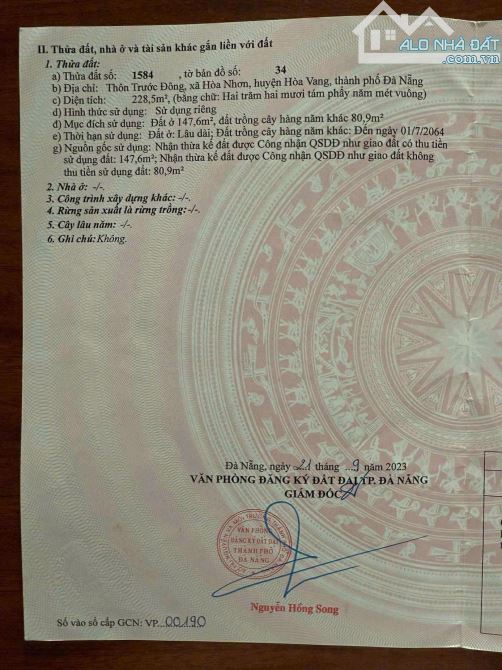 ALO NHÀ ĐẤT
II. Thửa đất, nhà ở và tài sản khác gắn liền với đất
1. Thửa đất:
a) Thửa đất số: 1584 , tờ bản đồ số: 34
b) Địa chỉ: Thôn Trước Đông, xã Hòa Nhơn, huyện Hòa Vang, thành phố Đà Nẵng
c) Diện tích: 228,5m², (bằng chữ: Hai trăm hai mươi tám phẩy năm mét vuông)
d) Hình thức sử dụng: Sử dụng riêng
đ) Mục đích sử dụng: Đất ở 147,6m², đất trồng cây hàng năm khác 80,9m²
e) Thời hạn sử dụng: Đất ở: Lâu dài; Đất trồng cây hàng năm khác: Đến ngày 01/7/2064
g) Nguồn gốc sử dụng: Nhận thừa kế đất được Công nhận QSDĐ như giao đất có thu tiền
sử dụng đất: 147,6m²; Nhận thừa kế đất được Công nhận QSDĐ như giao đất không
thu tiền sử dụng đất: 80,9m²
2. Nhà ở: -/-.
3. Công trình xây dựng khác: -/-.
4. Rừng sản xuất là rừng trồng: -/-.
5. Cây lâu năm: -/-.
6. Ghi chú: Không.
Đà Nẵng, ngày 21 tháng 9 năm 2023
VĂN PHÒNG ĐĂNG KÝ ĐẤT ĐAI TP. ĐÀ NẴNG
GIÁM ĐỐC
VĂN PHÒNG
ĐĂNG KÝ ĐẤT ĐAI
THÀNH PHỐ
ĐÀ NẴNG
Nguyễn Hồng Song
Số vào sổ cấp GCN: VP 00190